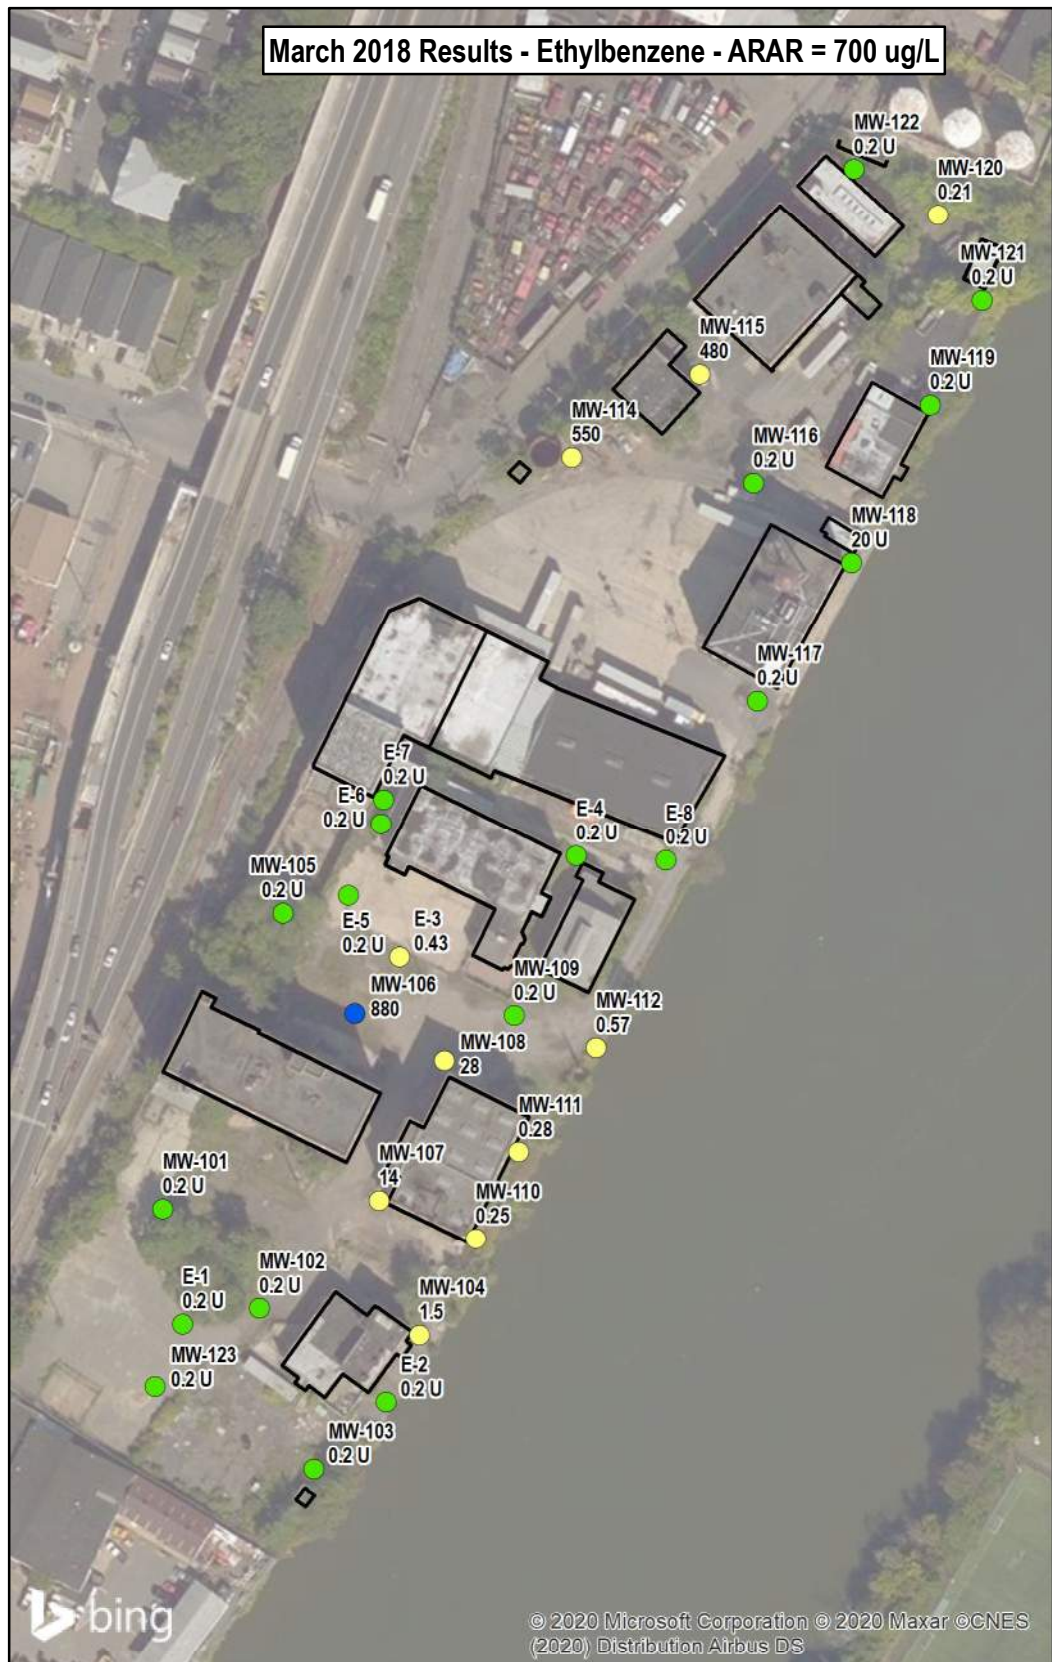 March 2018 Results - Ethylbenzene - ARAR = 700 ug/L
MW-122
0.2 U
MW-120
0.21
MW-121
0.2 U
MW-115
480
MW-119
0.2 U
MW-114
550
MW-116
0.2 U
MW-118
20 U
MW-117
0.2 U
E-7
0.2 U
E-6
0.2 U
E-4
0.2 U
E-8
0.2 U
MW-105
0.2 U
E-5
0.2 U
E-3
0.43
MW-106
880
MW-109
0.2 U
MW-112
0.57
MW-108
28
MW-111
0.28
MW-107
14
MW-110
0.25
MW-101
0.2 U
MW-102
0.2 U
E-1
0.2 U
MW-104
1.5
MW-123
0.2 U
E-2
0.2 U
MW-103
0.2 U
bing
© 2020 Microsoft Corporation © 2020 Maxar ©CNES
(2020) Distribution Airbus DS